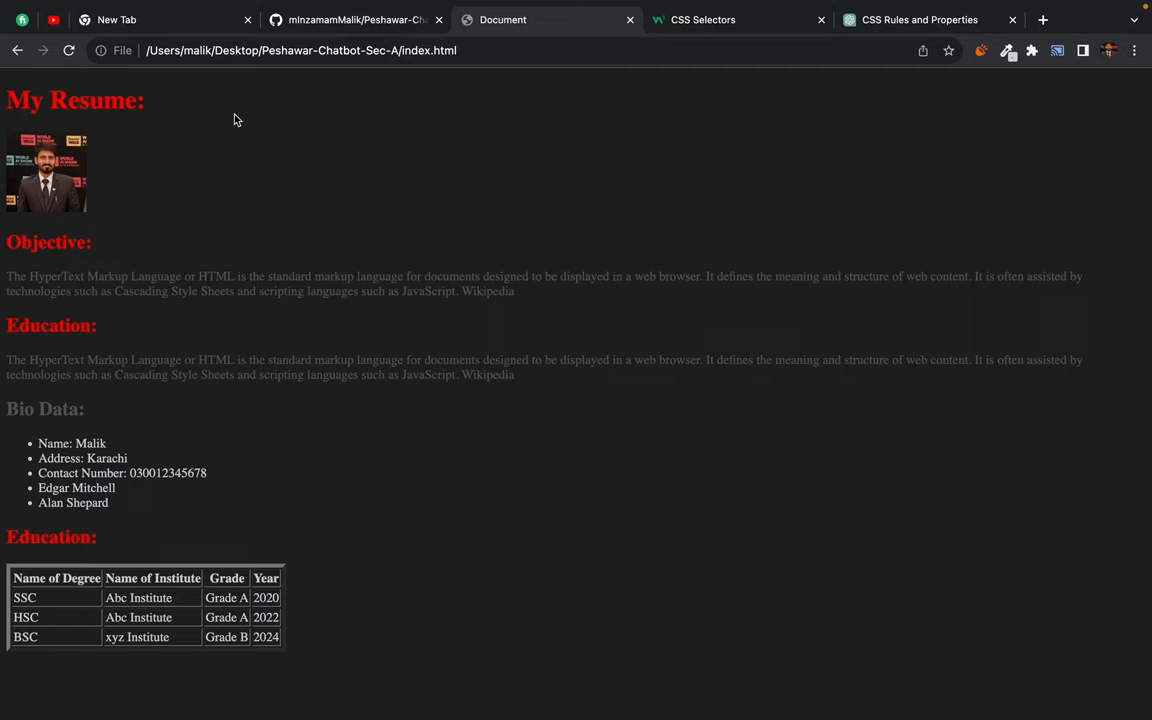 New Tab
mInzamamMalik/Peshawar-Cha
Document
CSS Selectors
CSS Rules and Properties
File
/Users/malik/Desktop/Peshawar-Chatbot-Sec-A/index.html
My Resume:
WORLD AI SHOW
Objective:
The HyperText Markup Language or HTML is the standard markup language for documents designed to be displayed in a web browser. It defines the meaning and structure of web content. It is often assisted by
technologies such as Cascading Style Sheets and scripting languages such as JavaScript. Wikipedia
Education:
The HyperText Markup Language or HTML is the standard markup language for documents designed to be displayed in a web browser. It defines the meaning and structure of web content. It is often assisted by
technologies such as Cascading Style Sheets and scripting languages such as JavaScript. Wikipedia
Bio Data:
• Name: Malik
• Address: Karachi
• Contact Number: 030012345678
• Edgar Mitchell
• Alan Shepard
Education:
Name of Degree Name of Institute Grade Year
SSC Abc Institute Grade A 2020
HSC Abc Institute Grade A 2022
BSC xyz Institute Grade B 2024